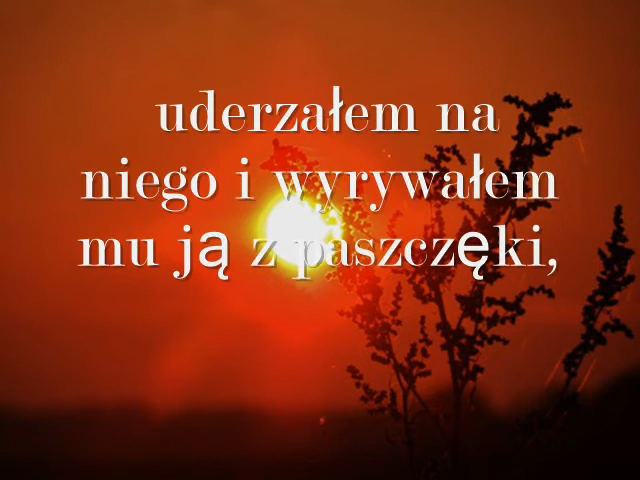 uderzałem na
niego i wyrywałem
mu ją z paszczęki,